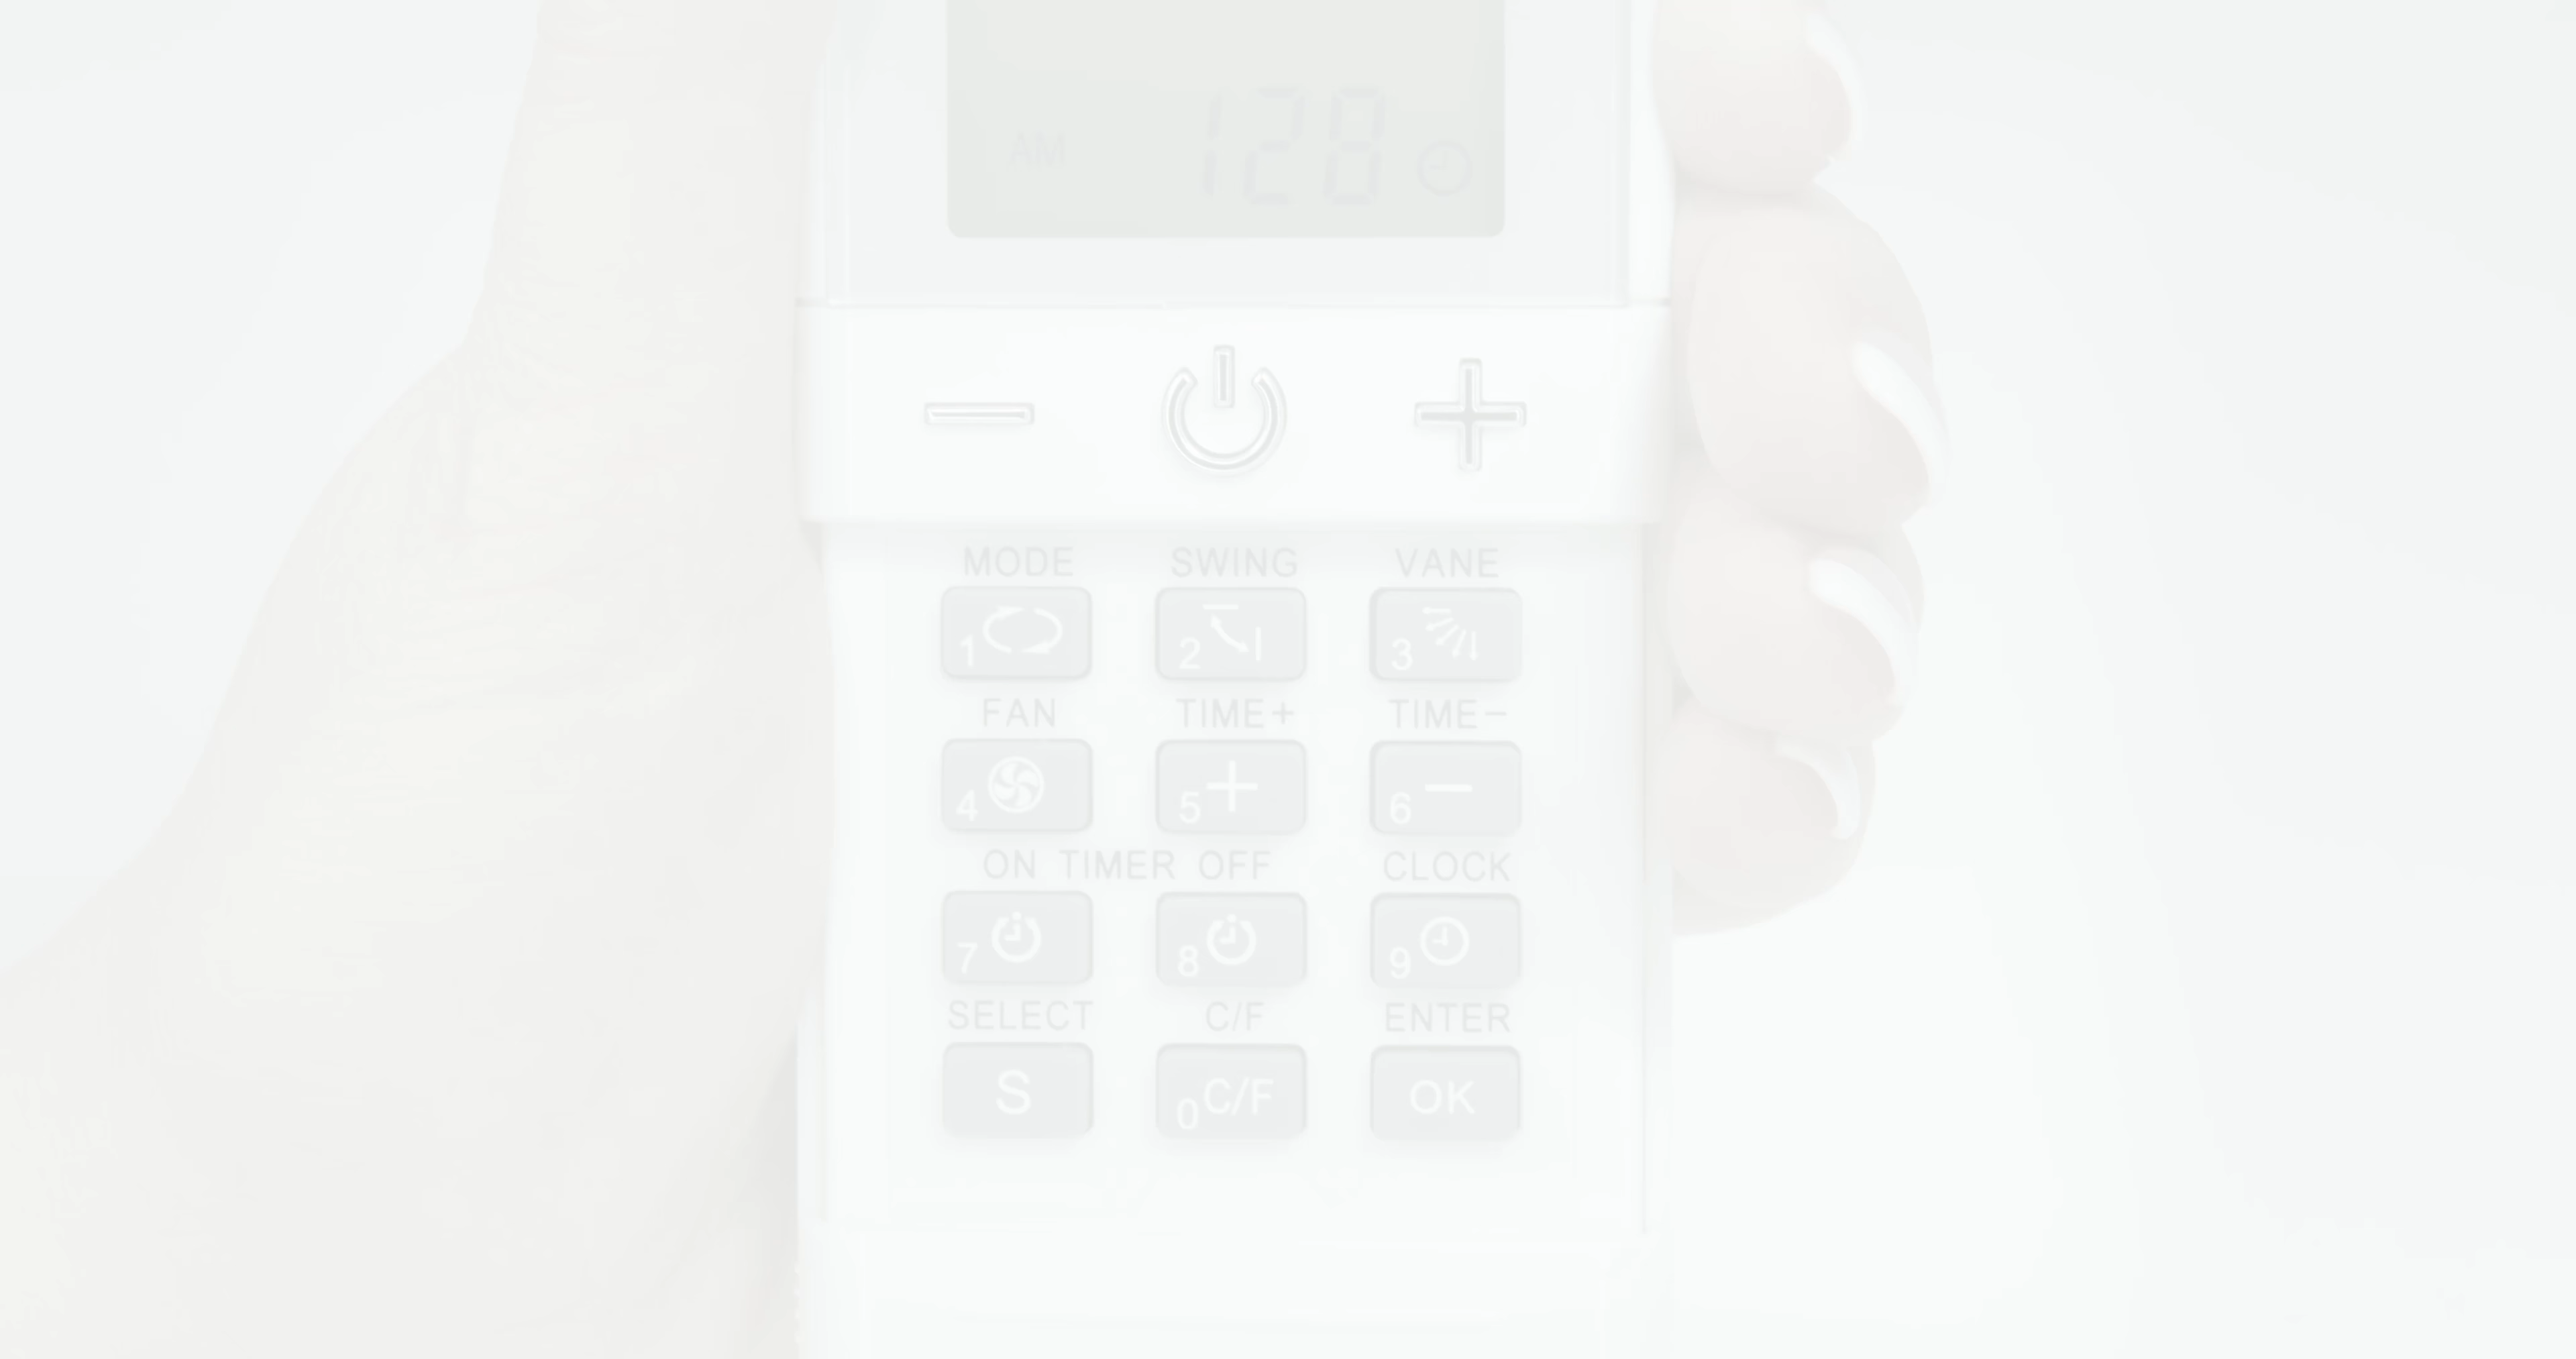 AM 128
MODE SWING VANE
1 2 3
FAN TIME+ TIME-
4 5 6
ON TIMER OFF CLOCK
7 8 9
SELECT C/F ENTER
S 0 C/F OK